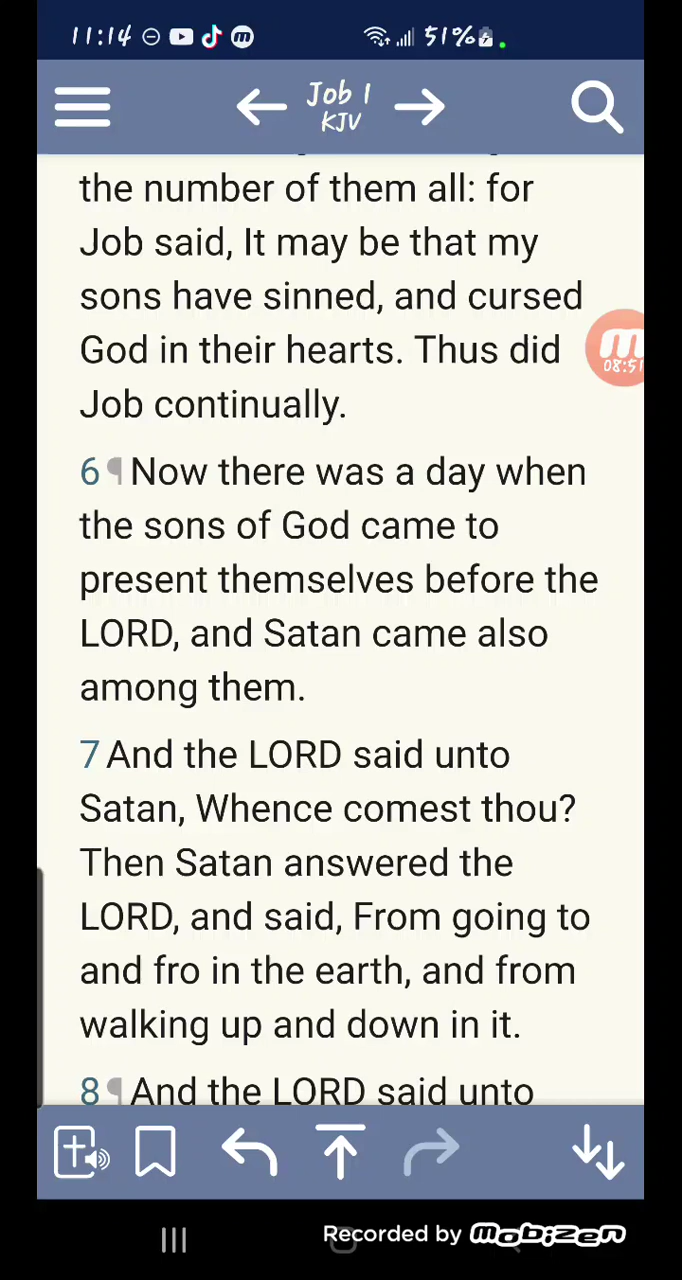 11:14
51%
Job 1
KJV
the number of them all: for
Job said, It may be that my
sons have sinned, and cursed
God in their hearts. Thus did
Job continually.
08:51
6 ¶ Now there was a day when
the sons of God came to
present themselves before the
LORD, and Satan came also
among them.
7 And the LORD said unto
Satan, Whence comest thou?
Then Satan answered the
LORD, and said, From going to
and fro in the earth, and from
walking up and down in it.
8 ¶ And the LORD said unto
Recorded by mobizen